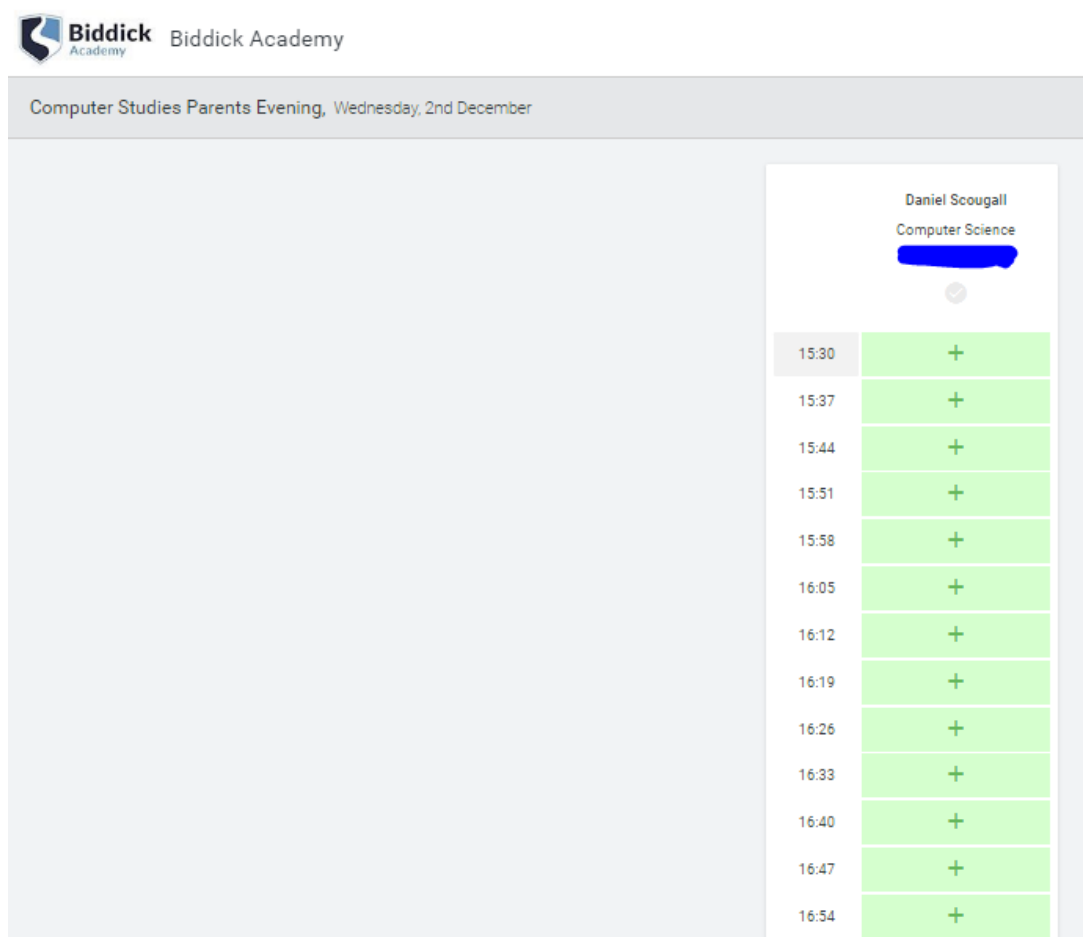 Biddick
Academy
Biddick Academy
Computer Studies Parents Evening, Wednesday, 2nd December
Daniel Scougall
Computer Science
15:30 +
15:37 +
15:44 +
15:51 +
15:58 +
16:05 +
16:12 +
16:19 +
16:26 +
16:33 +
16:40 +
16:47 +
16:54 +